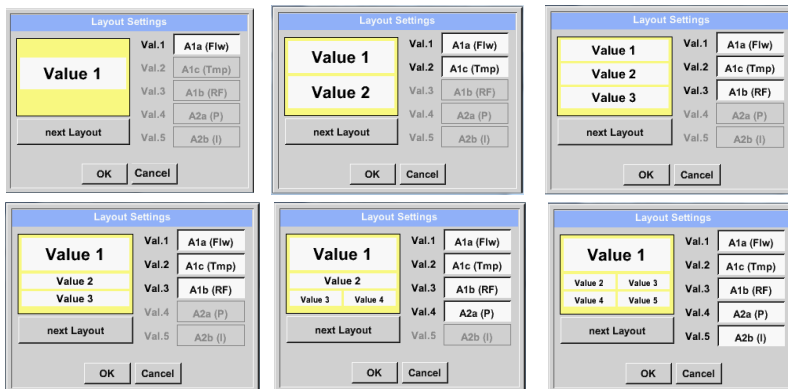 Layout Settings
Value 1
Val.1 A1a (Flw)
Val.2 A1c (Tmp)
Val.3 A1b (RF)
Val.4 A2a (P)
Val.5 A2b (I)
next Layout
OK Cancel
Layout Settings
Value 1
Value 2
Val.1 A1a (Flw)
Val.2 A1c (Tmp)
Val.3 A1b (RF)
Val.4 A2a (P)
Val.5 A2b (I)
next Layout
OK Cancel
Layout Settings
Value 1
Value 2
Value 3
Val.1 A1a (Flw)
Val.2 A1c (Tmp)
Val.3 A1b (RF)
Val.4 A2a (P)
Val.5 A2b (I)
next Layout
OK Cancel
Layout Settings
Value 1
Value 2
Value 3
Val.1 A1a (Flw)
Val.2 A1c (Tmp)
Val.3 A1b (RF)
Val.4 A2a (P)
Val.5 A2b (I)
next Layout
OK Cancel
Layout Settings
Value 1
Value 2
Value 3 Value 4
Val.1 A1a (Flw)
Val.2 A1c (Tmp)
Val.3 A1b (RF)
Val.4 A2a (P)
Val.5 A2b (I)
next Layout
OK Cancel
Layout Settings
Value 1
Value 2 Value 3
Value 4 Value 5
Val.1 A1a (Flw)
Val.2 A1c (Tmp)
Val.3 A1b (RF)
Val.4 A2a (P)
Val.5 A2b (I)
next Layout
OK Cancel